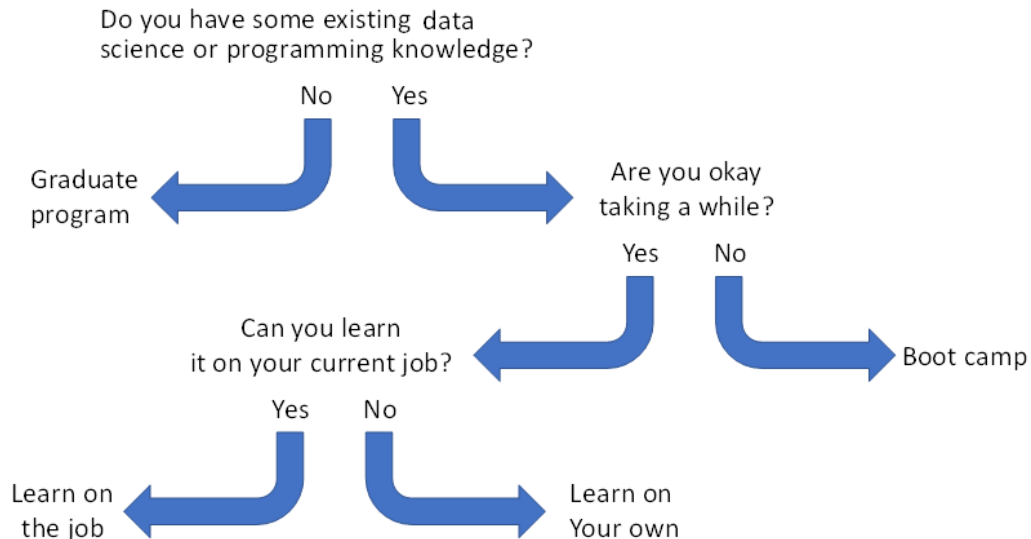 Do you have some existing data
science or programming knowledge?
No Yes
Graduate
program
Are you okay
taking a while?
Yes No
Can you learn
it on your current job?
Boot camp
Yes No
Learn on
the job
Learn on
Your own